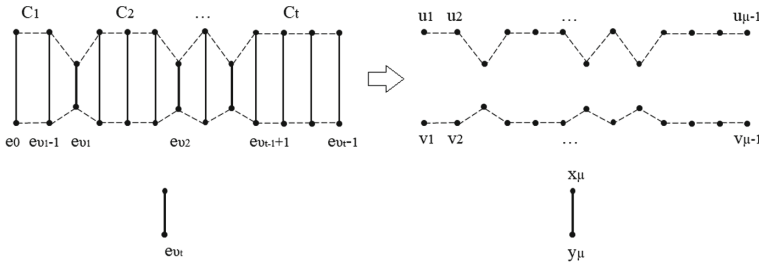 C1 C2 ... Ct
e0 eυ1-1 eυ1 eυ2 eυt-1+1 eυt-1
eυt
u1 u2 ... uμ-1
v1 v2 ... vμ-1
xμ
yμ